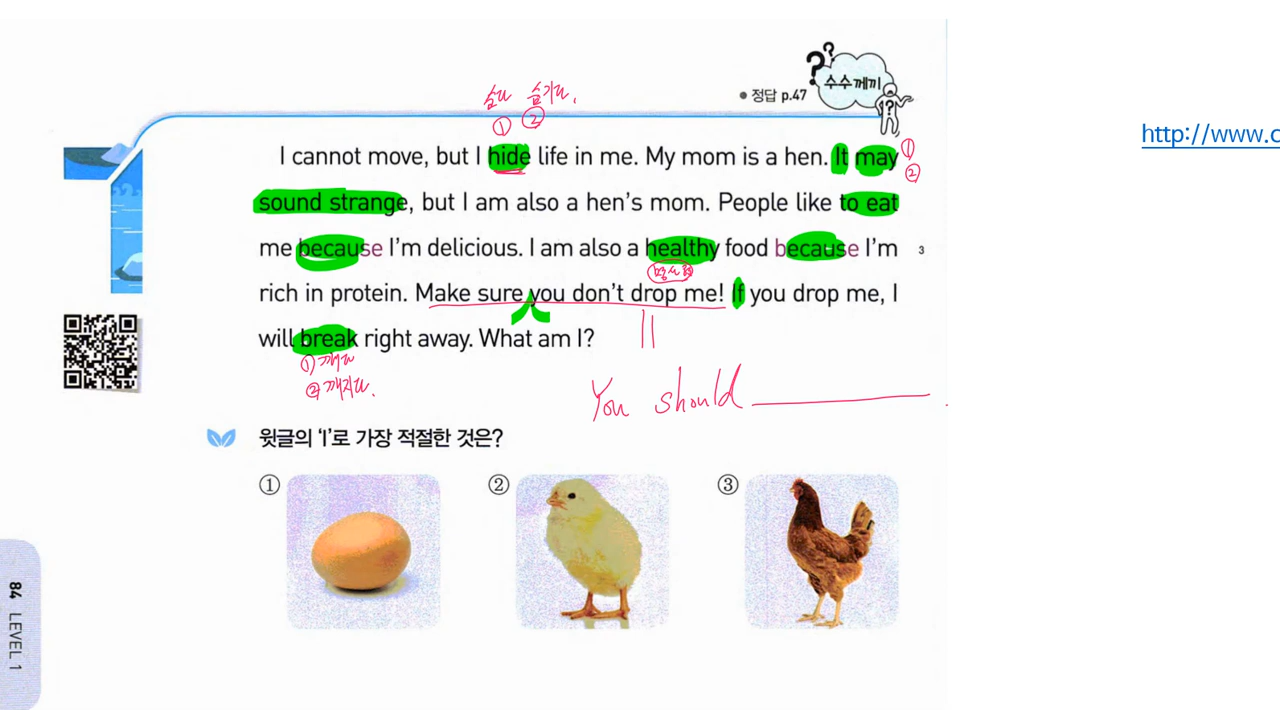 ?? 수수께끼
● 정답 p.47
숨다 숨기다.
① ②
I cannot move, but I hide life in me. My mom is a hen. It may ①
②
sound strange, but I am also a hen's mom. People like to eat
me because I'm delicious. I am also a healthy food because I'm 3
형용사
rich in protein. Make sure you don't drop me! If you drop me, I
will break right away. What am I?
① 깨다
② 깨지다.
You should ________.
윗글의 'I'로 가장 적절한 것은?
① ② ③
84 LEVEL 1
http://www.c